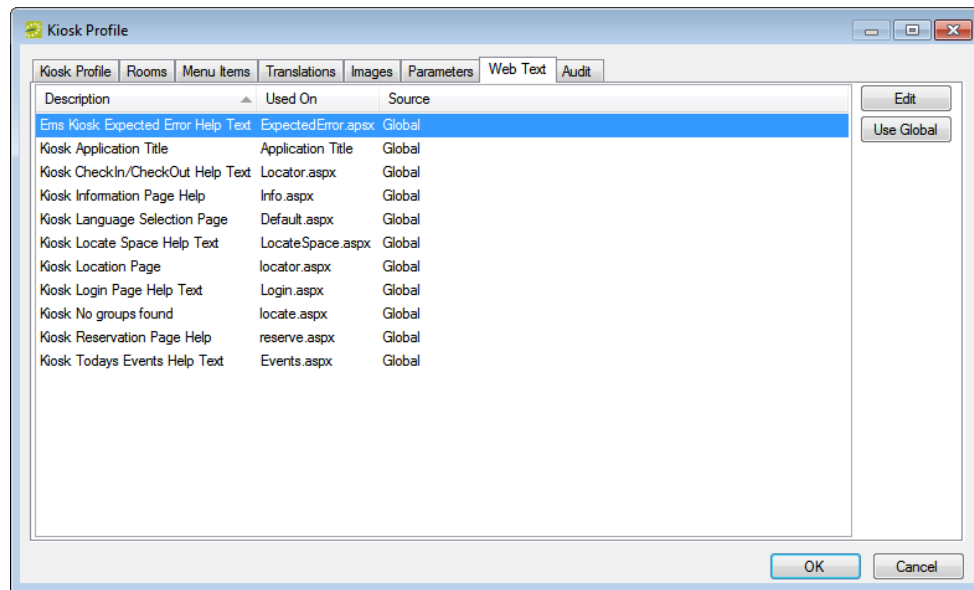 Kiosk Profile
Kiosk Profile Rooms Menu Items Translations Images Parameters Web Text Audit
Description Used On Source
Edit
Ems Kiosk Expected Error Help Text ExpectedError.apsx Global
Use Global
Kiosk Application Title Application Title Global
Kiosk CheckIn/CheckOut Help Text Locator.aspx Global
Kiosk Information Page Help Info.aspx Global
Kiosk Language Selection Page Default.aspx Global
Kiosk Locate Space Help Text LocateSpace.aspx Global
Kiosk Location Page locator.aspx Global
Kiosk Login Page Help Text Login.aspx Global
Kiosk No groups found locate.aspx Global
Kiosk Reservation Page Help reserve.aspx Global
Kiosk Todays Events Help Text Events.aspx Global
OK Cancel